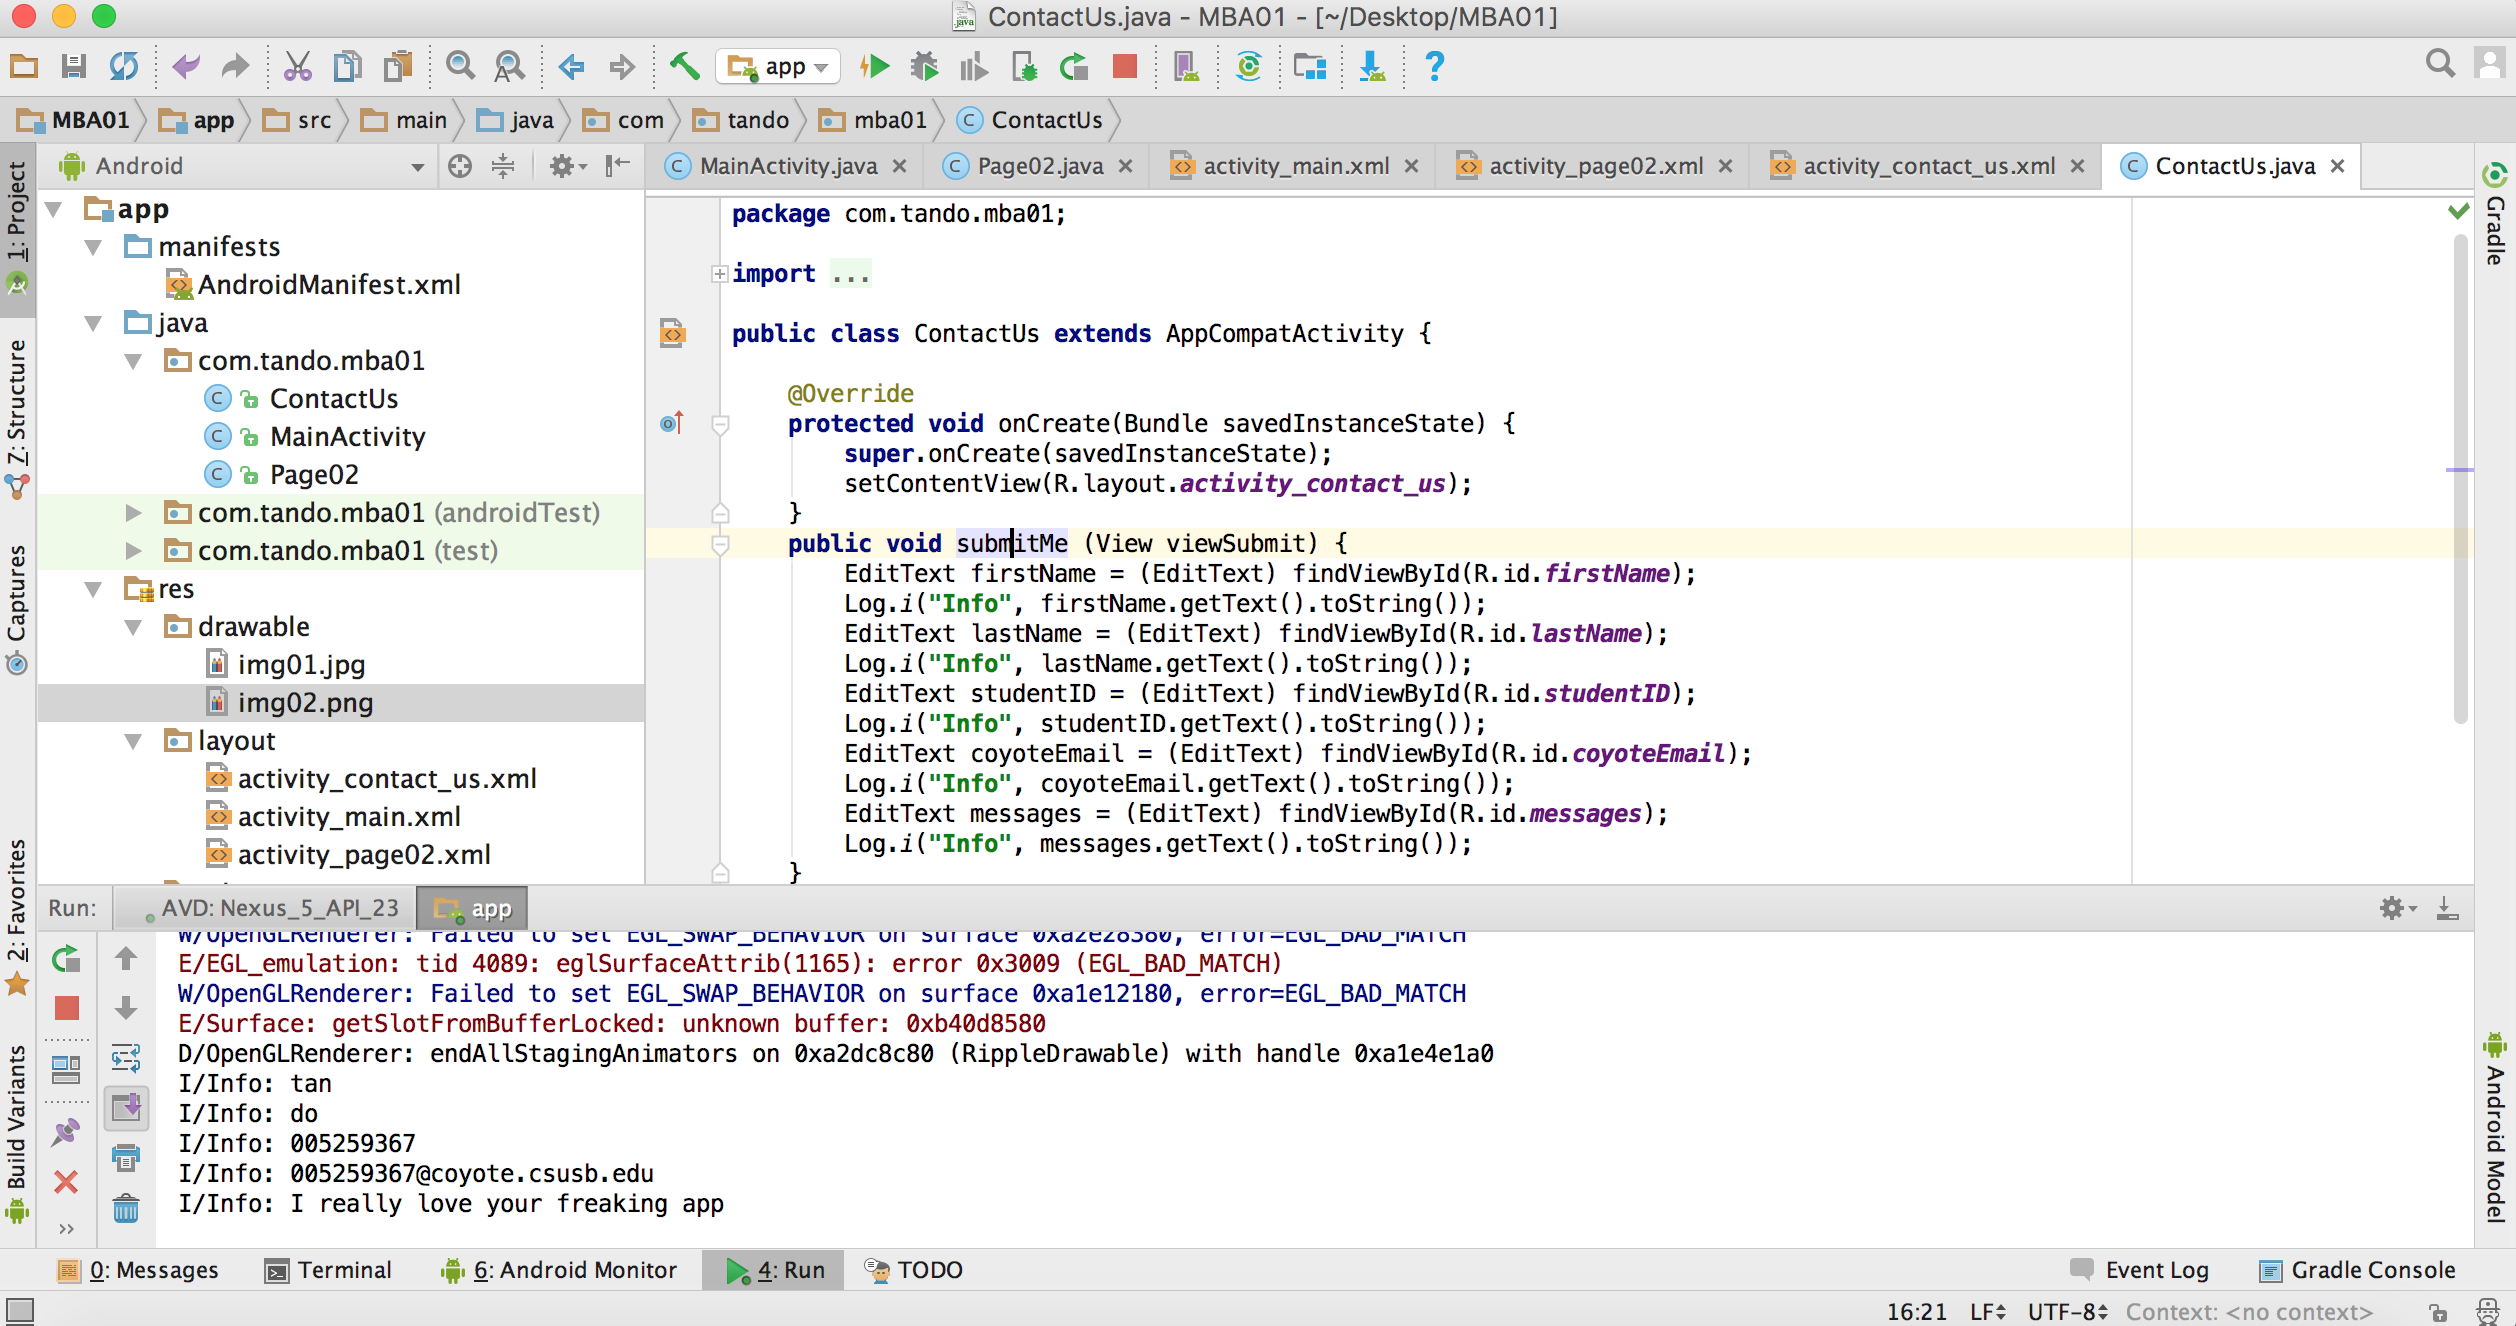 ContactUs.java - MBA01 - [~/Desktop/MBA01]
app
MBA01 app src main java com tando mba01 ContactUs
Android
MainActivity.java Page02.java activity_main.xml activity_page02.xml activity_contact_us.xml ContactUs.java
1: Project
7: Structure
Captures
2: Favorites
Build Variants
app
manifests
AndroidManifest.xml
java
com.tando.mba01
ContactUs
MainActivity
Page02
com.tando.mba01 (androidTest)
com.tando.mba01 (test)
res
drawable
img01.jpg
img02.png
layout
activity_contact_us.xml
activity_main.xml
activity_page02.xml
package com.tando.mba01;
import ...
public class ContactUs extends AppCompatActivity {
@Override
protected void onCreate(Bundle savedInstanceState) {
super.onCreate(savedInstanceState);
setContentView(R.layout.activity_contact_us);
}
public void submitMe (View viewSubmit) {
EditText firstName = (EditText) findViewById(R.id.firstName);
Log.i("Info", firstName.getText().toString());
EditText lastName = (EditText) findViewById(R.id.lastName);
Log.i("Info", lastName.getText().toString());
EditText studentID = (EditText) findViewById(R.id.studentID);
Log.i("Info", studentID.getText().toString());
EditText coyoteEmail = (EditText) findViewById(R.id.coyoteEmail);
Log.i("Info", coyoteEmail.getText().toString());
EditText messages = (EditText) findViewById(R.id.messages);
Log.i("Info", messages.getText().toString());
}
Gradle
Android Model
Run: AVD: Nexus_5_API_23 app
W/OpenGLRenderer: Failed to set EGL_SWAP_BEHAVIOR on surface 0xa2e28380, error=EGL_BAD_MATCH
E/EGL_emulation: tid 4089: eglSurfaceAttrib(1165): error 0x3009 (EGL_BAD_MATCH)
W/OpenGLRenderer: Failed to set EGL_SWAP_BEHAVIOR on surface 0xa1e12180, error=EGL_BAD_MATCH
E/Surface: getSlotFromBufferLocked: unknown buffer: 0xb40d8580
D/OpenGLRenderer: endAllStagingAnimators on 0xa2dc8c80 (RippleDrawable) with handle 0xa1e4e1a0
I/Info: tan
I/Info: do
I/Info: 005259367
I/Info: 005259367@coyote.csusb.edu
I/Info: I really love your freaking app
0: Messages Terminal 6: Android Monitor 4: Run TODO Event Log Gradle Console
16:21 LF UTF-8 Context: <no context>